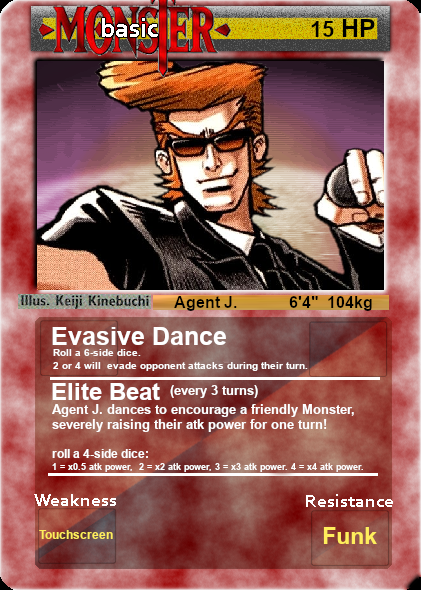 MONSTER
basic
15 HP
Illus. Keiji Kinebuchi
Agent J. 6'4" 104kg
Evasive Dance
Roll a 6-side dice.
2 or 4 will evade opponent attacks during their turn.
Elite Beat (every 3 turns)
Agent J. dances to encourage a friendly Monster,
severely raising their atk power for one turn!
roll a 4-side dice:
1 = x0.5 atk power, 2 = x2 atk power, 3 = x3 atk power. 4 = x4 atk power.
Weakness Resistance
Touchscreen Funk